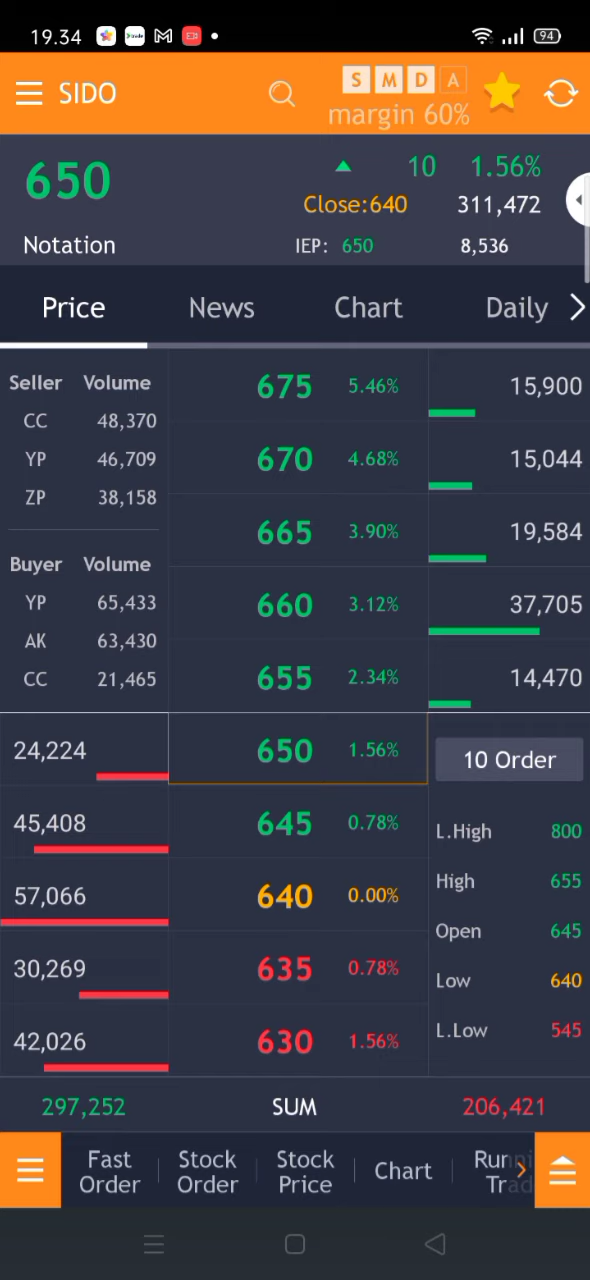 19.34
94
SIDO
S M D A
margin 60%
650
10 1.56%
Close:640 311,472
Notation IEP: 650 8,536
Price News Chart Daily
Seller Volume
CC 48,370
YP 46,709
ZP 38,158
Buyer Volume
YP 65,433
AK 63,430
CC 21,465
675 5.46% 15,900
670 4.68% 15,044
665 3.90% 19,584
660 3.12% 37,705
655 2.34% 14,470
24,224 650 1.56%
45,408 645 0.78%
57,066 640 0.00%
30,269 635 0.78%
42,026 630 1.56%
10 Order
L.High 800
High 655
Open 645
Low 640
L.Low 545
297,252 SUM 206,421
Fast Order
Stock Order
Stock Price
Chart
Runni
Trad